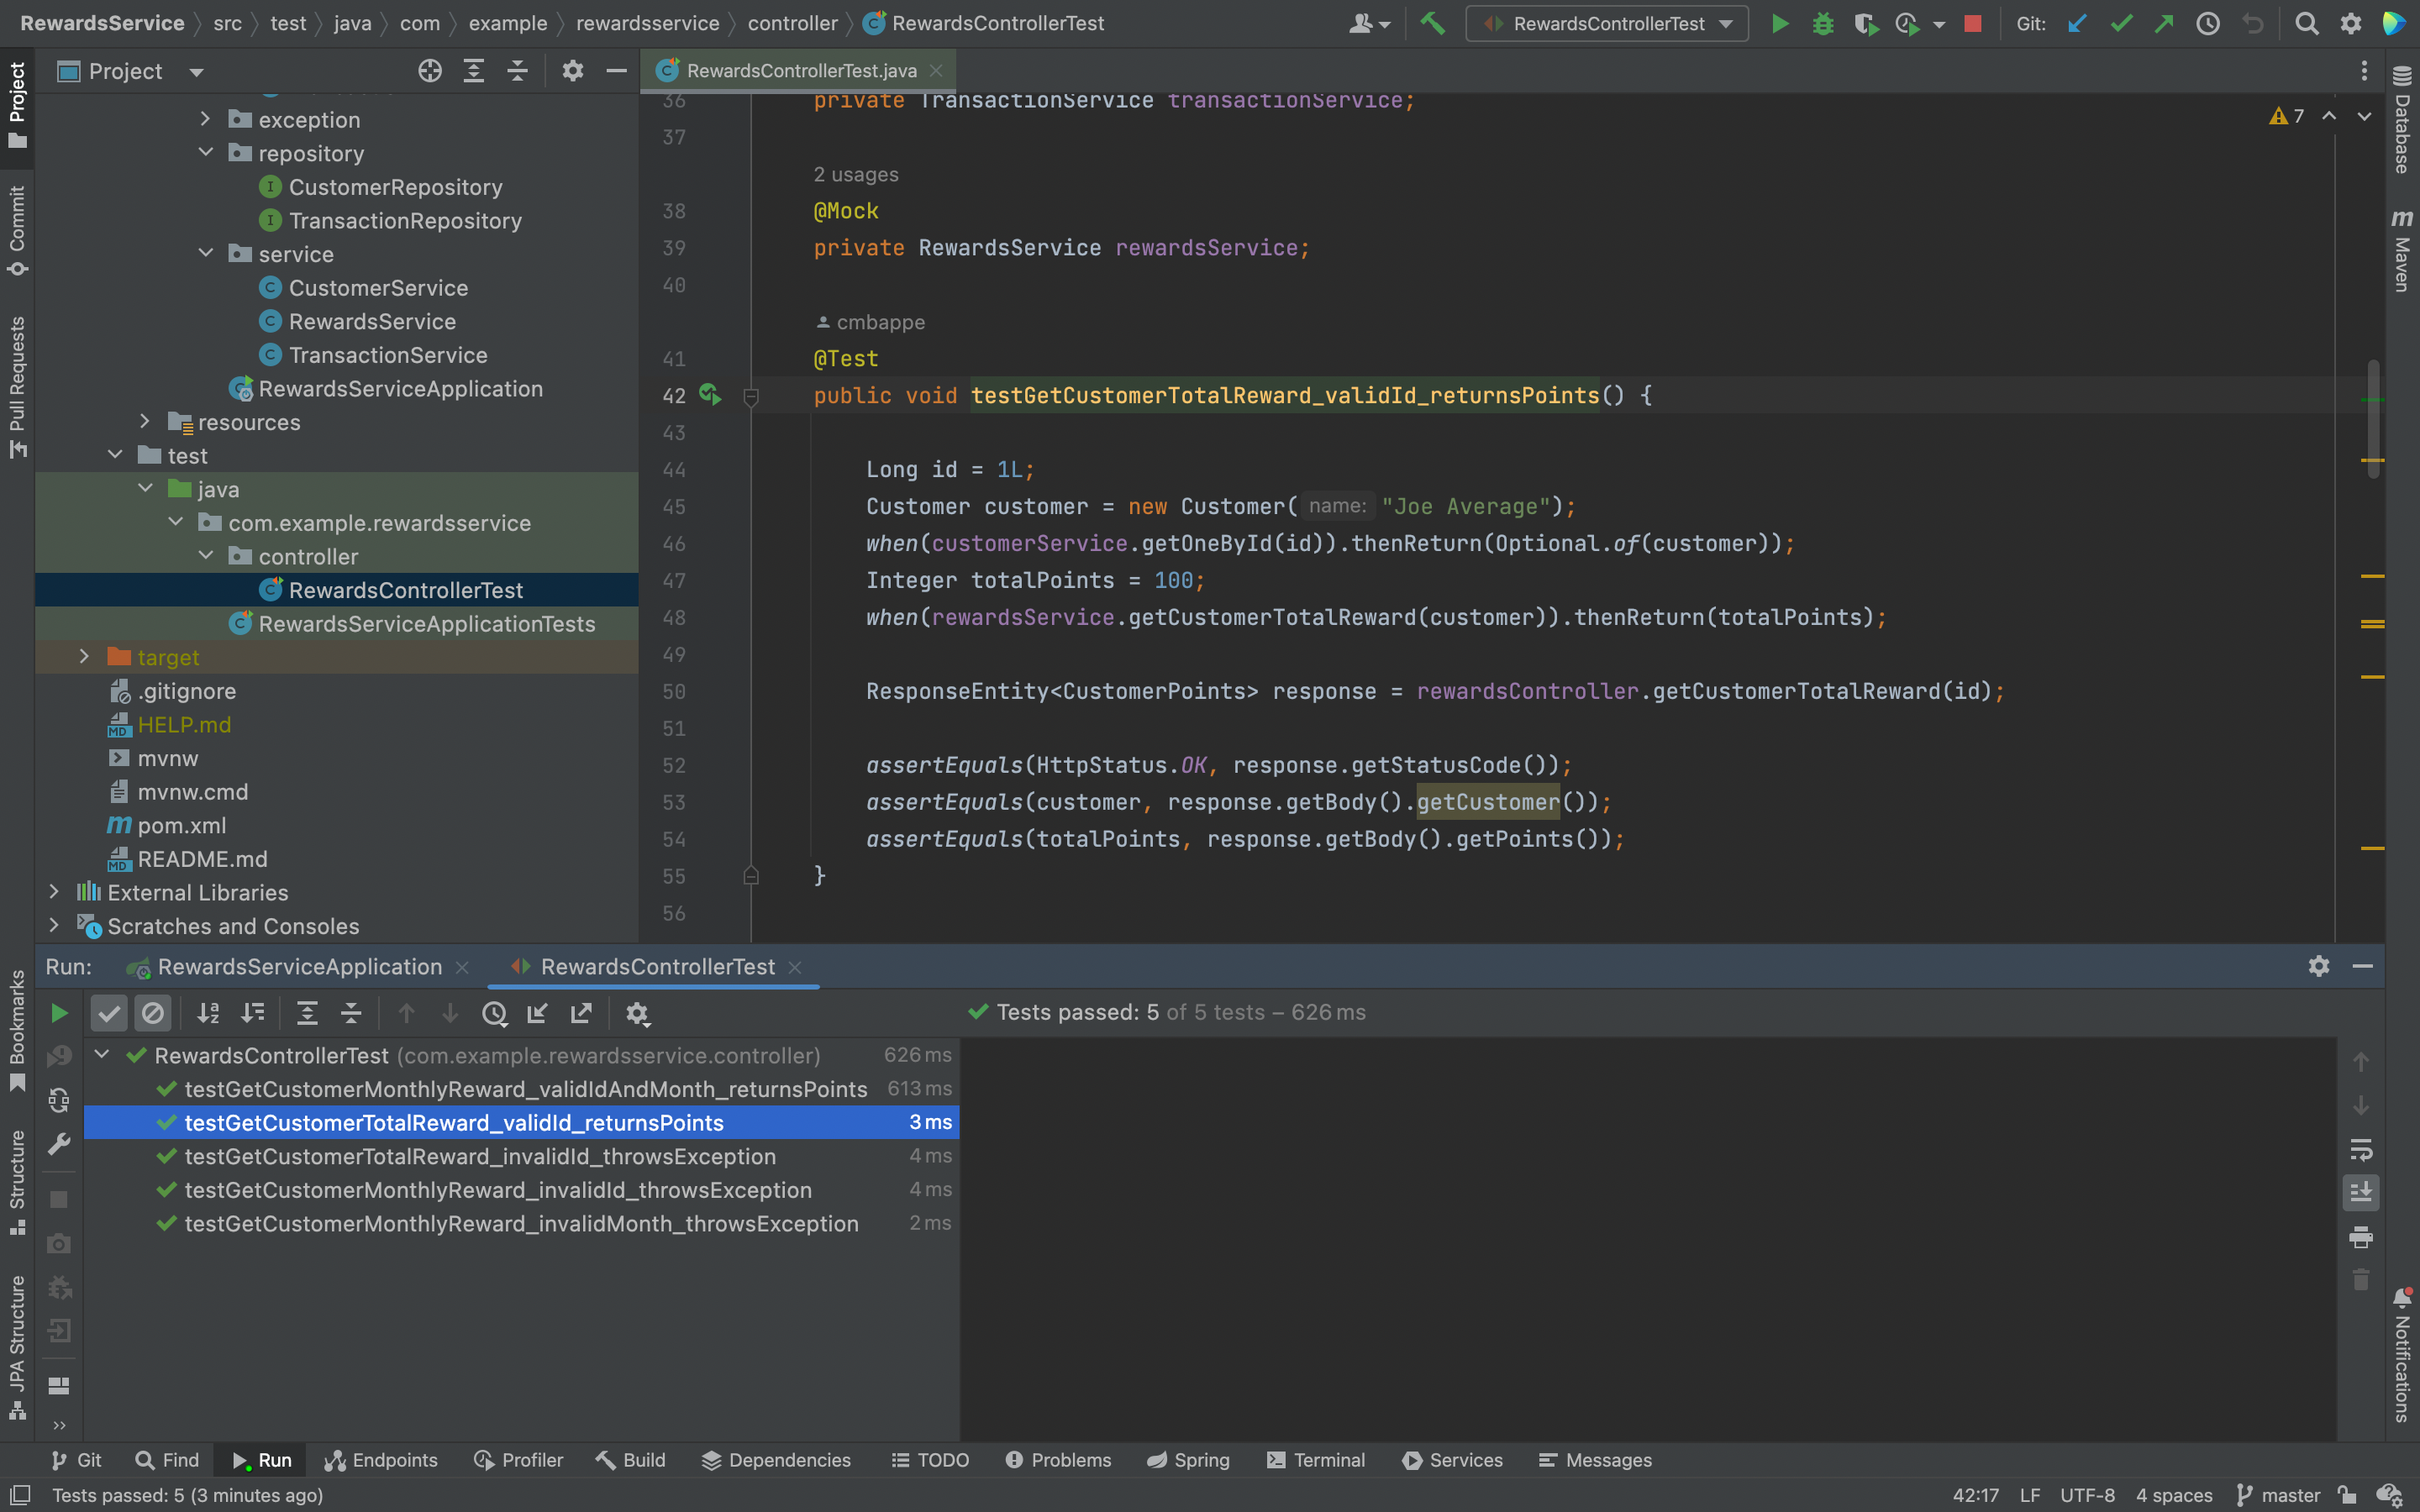 RewardsService
src
test
java
com
example
rewardsservice
controller
RewardsControllerTest
RewardsControllerTest
Git:
Project
Commit
Pull Requests
Bookmarks
Structure
JPA Structure
Project
exception
repository
CustomerRepository
TransactionRepository
service
CustomerService
RewardsService
TransactionService
RewardsServiceApplication
resources
test
java
com.example.rewardsservice
controller
RewardsControllerTest
RewardsServiceApplicationTests
target
.gitignore
HELP.md
mvnw
mvnw.cmd
pom.xml
README.md
External Libraries
Scratches and Consoles
RewardsControllerTest.java
7
36 private TransactionService transactionService;
37
2 usages
38 @Mock
39 private RewardsService rewardsService;
40
cmbappe
41 @Test
42 public void testGetCustomerTotalReward_validId_returnsPoints() {
43
44 Long id = 1L;
45 Customer customer = new Customer( name: "Joe Average");
46 when(customerService.getOneById(id)).thenReturn(Optional.of(customer));
47 Integer totalPoints = 100;
48 when(rewardsService.getCustomerTotalReward(customer)).thenReturn(totalPoints);
49
50 ResponseEntity<CustomerPoints> response = rewardsController.getCustomerTotalReward(id);
51
52 assertEquals(HttpStatus.OK, response.getStatusCode());
53 assertEquals(customer, response.getBody().getCustomer());
54 assertEquals(totalPoints, response.getBody().getPoints());
55 }
56
Database
Maven
Notifications
Run:
RewardsServiceApplication
RewardsControllerTest
Tests passed: 5 of 5 tests – 626 ms
RewardsControllerTest (com.example.rewardsservice.controller) 626 ms
testGetCustomerMonthlyReward_validIdAndMonth_returnsPoints 613 ms
testGetCustomerTotalReward_validId_returnsPoints 3 ms
testGetCustomerTotalReward_invalidId_throwsException 4 ms
testGetCustomerMonthlyReward_invalidId_throwsException 4 ms
testGetCustomerMonthlyReward_invalidMonth_throwsException 2 ms
Git
Find
Run
Endpoints
Profiler
Build
Dependencies
TODO
Problems
Spring
Terminal
Services
Messages
Tests passed: 5 (3 minutes ago)
42:17
LF
UTF-8
4 spaces
master